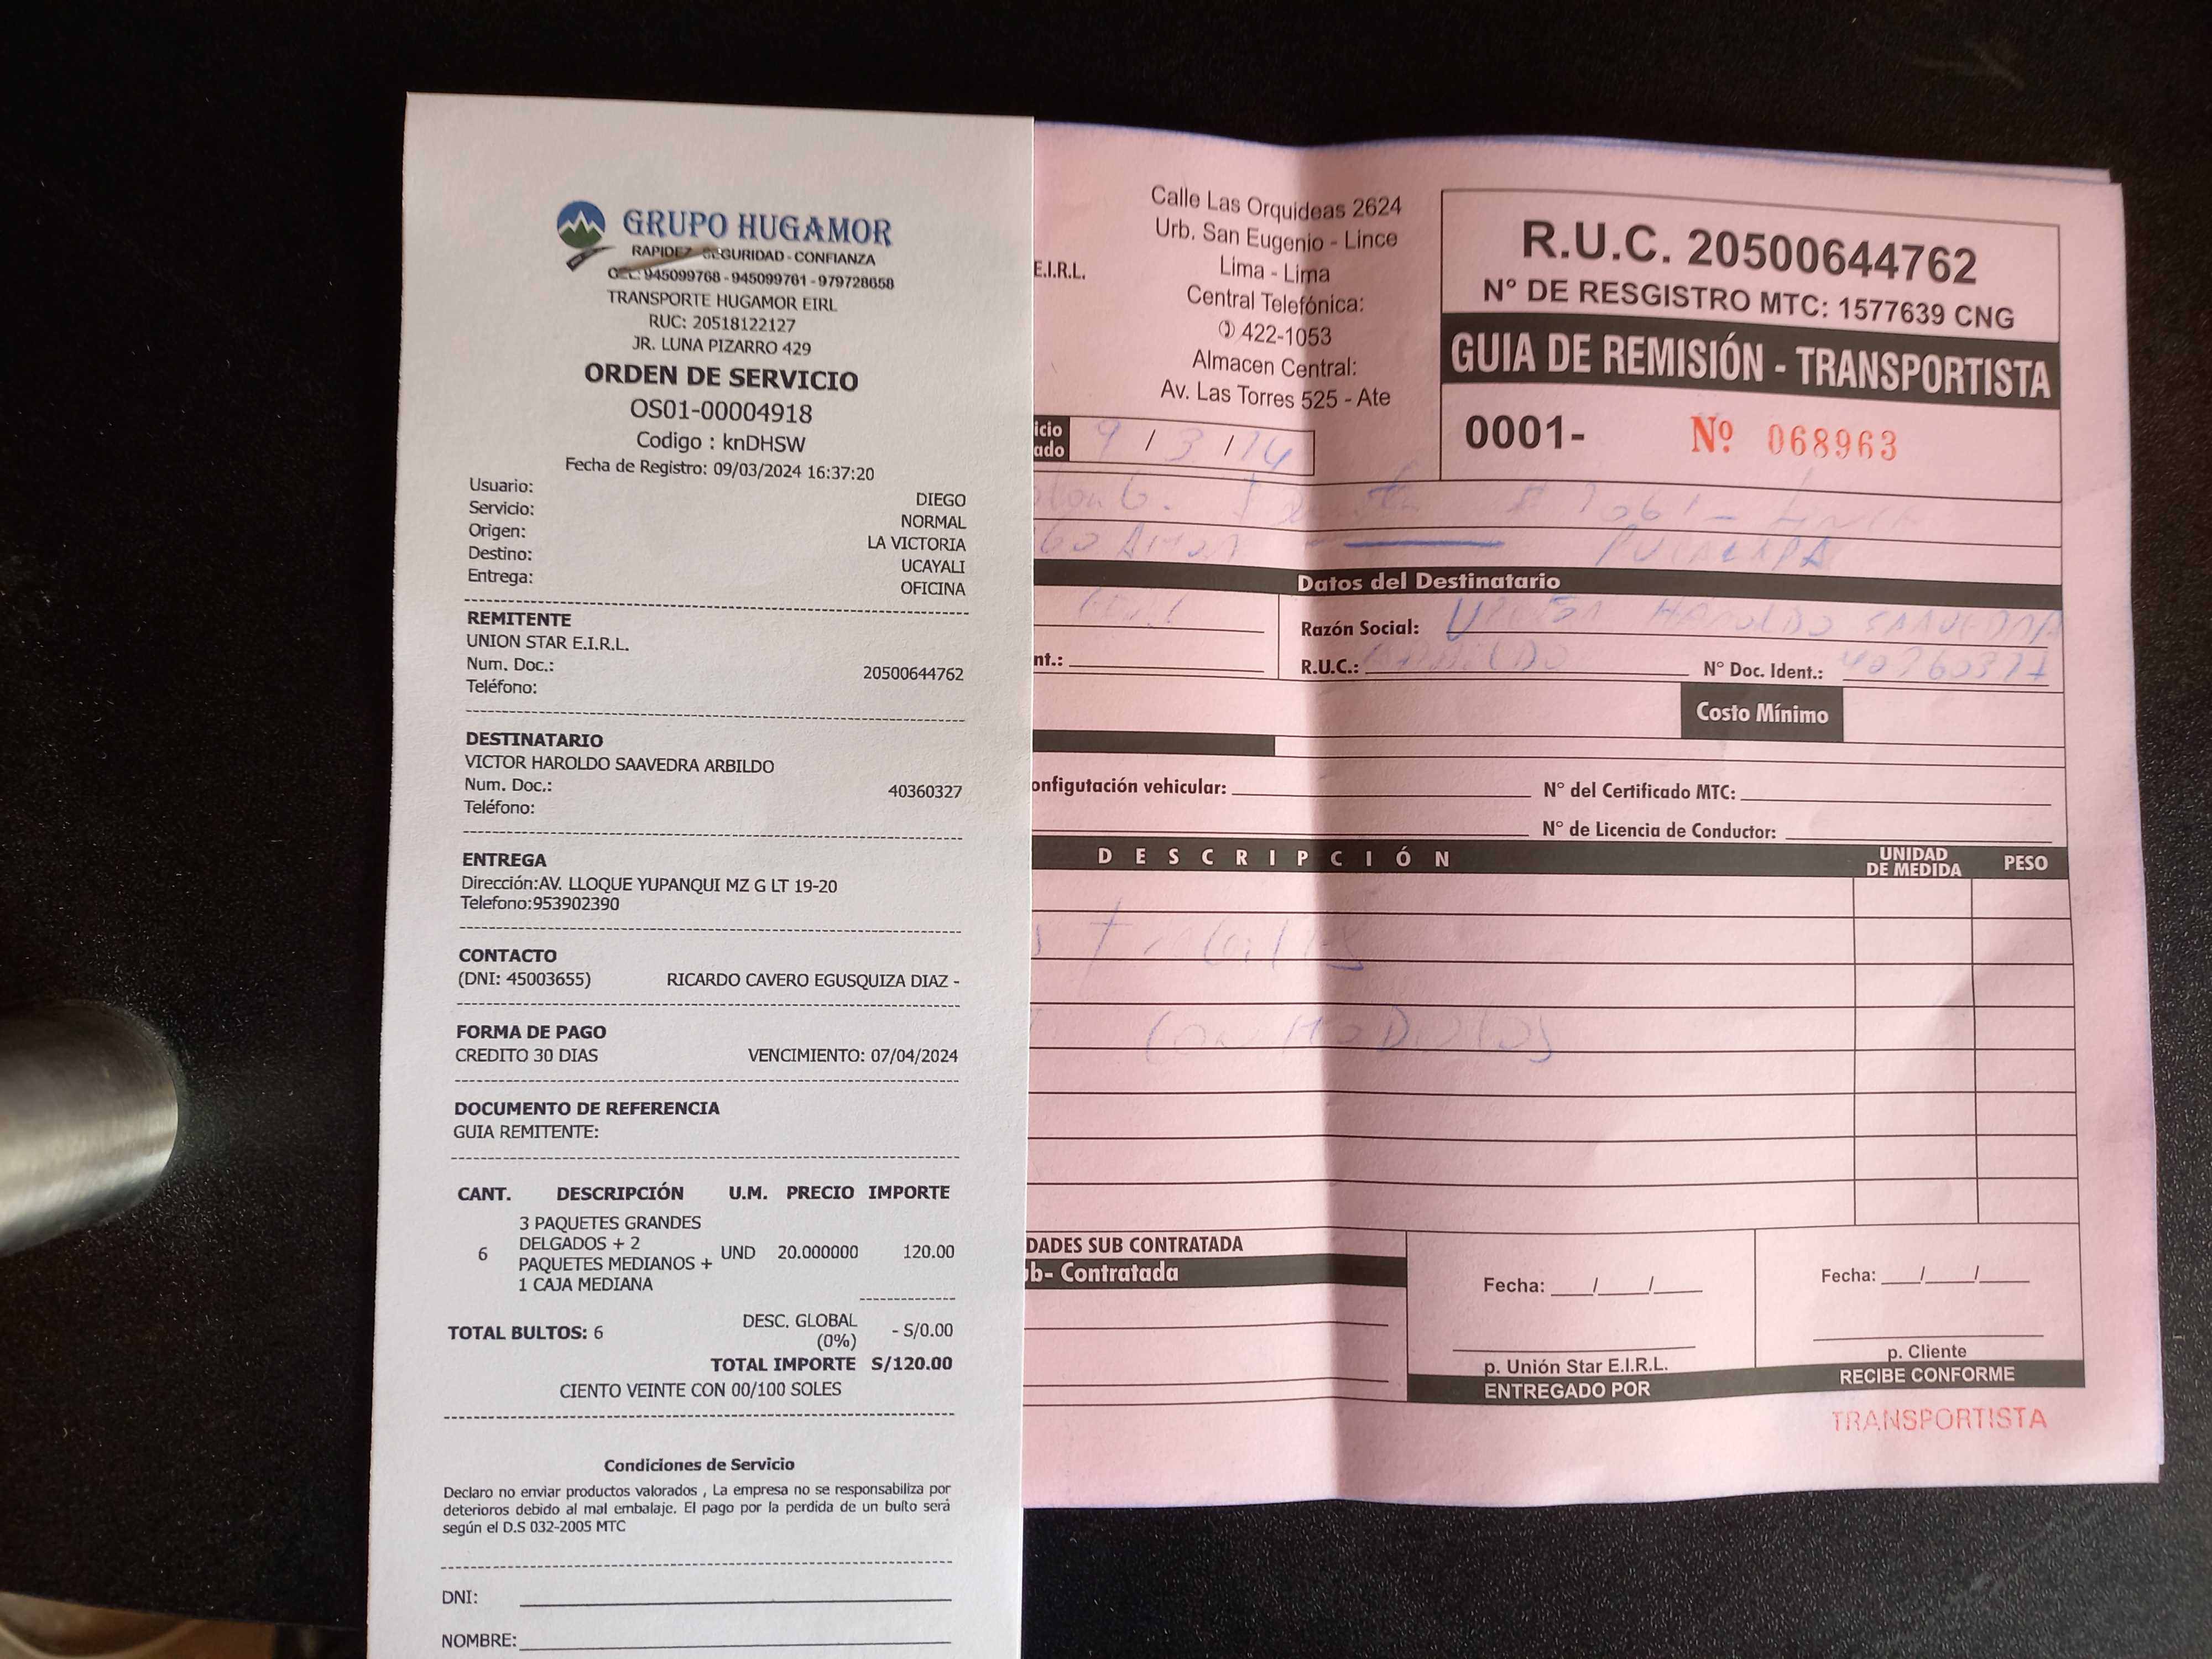 GRUPO HUGAMOR
RAPIDEZ - SEGURIDAD - CONFIANZA
CEL: 945099768 - 945099761 - 979728658
TRANSPORTE HUGAMOR EIRL
RUC: 20518122127
JR. LUNA PIZARRO 429
ORDEN DE SERVICIO
OS01-00004918
Codigo : knDHSW
Fecha de Registro: 09/03/2024 16:37:20
Usuario: DIEGO
Servicio: NORMAL
Origen: LA VICTORIA
Destino: UCAYALI
Entrega: OFICINA
REMITENTE
UNION STAR E.I.R.L.
Num. Doc.: 20500644762
Teléfono:
DESTINATARIO
VICTOR HAROLDO SAAVEDRA ARBILDO
Num. Doc.: 40360327
Teléfono:
ENTREGA
Dirección:AV. LLOQUE YUPANQUI MZ G LT 19-20
Telefono:953902390
CONTACTO
(DNI: 45003655) RICARDO CAVERO EGUSQUIZA DIAZ -
FORMA DE PAGO
CREDITO 30 DIAS VENCIMIENTO: 07/04/2024
DOCUMENTO DE REFERENCIA
GUIA REMITENTE:
CANT. DESCRIPCIÓN U.M. PRECIO IMPORTE
3 PAQUETES GRANDES
DELGADOS + 2
6 PAQUETES MEDIANOS + UND 20.000000 120.00
1 CAJA MEDIANA
TOTAL BULTOS: 6 DESC. GLOBAL (0%) - S/0.00
TOTAL IMPORTE S/120.00
CIENTO VEINTE CON 00/100 SOLES
Condiciones de Servicio
Declaro no enviar productos valorados , La empresa no se responsabiliza por
deterioros debido al mal embalaje. El pago por la perdida de un bulto será
según el D.S 032-2005 MTC
DNI:
NOMBRE:
E.I.R.L.
Calle Las Orquideas 2624
Urb. San Eugenio - Lince
Lima - Lima
Central Telefónica:
422-1053
Almacen Central:
Av. Las Torres 525 - Ate
R.U.C. 20500644762
N° DE RESGISTRO MTC: 1577639 CNG
GUIA DE REMISIÓN - TRANSPORTISTA
0001- Nº 068963
icio
ado 9 / 3 /
PUCALLPA
Datos del Destinatario
Razón Social: HAROLDO SAAVEDRA
nt.: R.U.C.: N° Doc. Ident.: 40360327
Costo Mínimo
onfigutación vehicular: N° del Certificado MTC:
N° de Licencia de Conductor:
DESCRIPCIÓN UNIDAD DE MEDIDA PESO
DADES SUB CONTRATADA
ub- Contratada
Fecha: / / Fecha: / /
p. Unión Star E.I.R.L. p. Cliente
ENTREGADO POR RECIBE CONFORME
TRANSPORTISTA